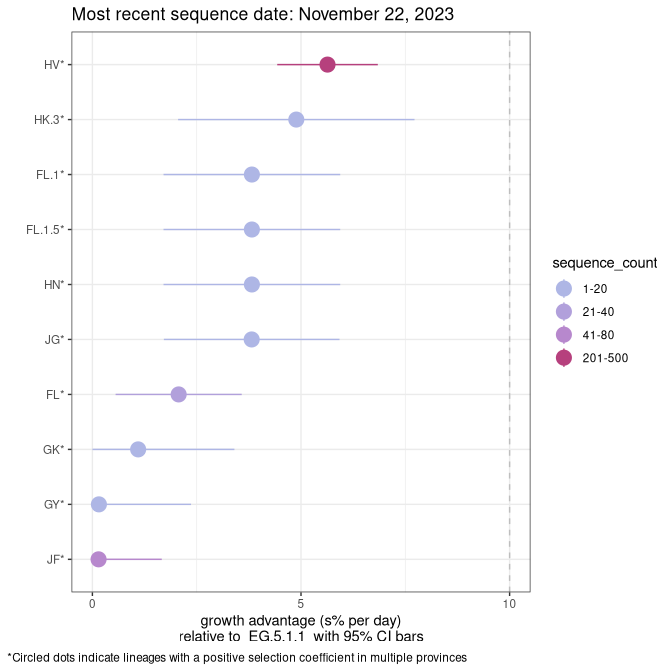 Most recent sequence date: November 22, 2023
HV*
HK.3*
FL.1*
FL.1.5*
HN*
JG*
FL*
GK*
GY*
JF*
0 5 10
growth advantage (s% per day)
relative to EG.5.1.1 with 95% CI bars
sequence_count
1-20
21-40
41-80
201-500
*Circled dots indicate lineages with a positive selection coefficient in multiple provinces